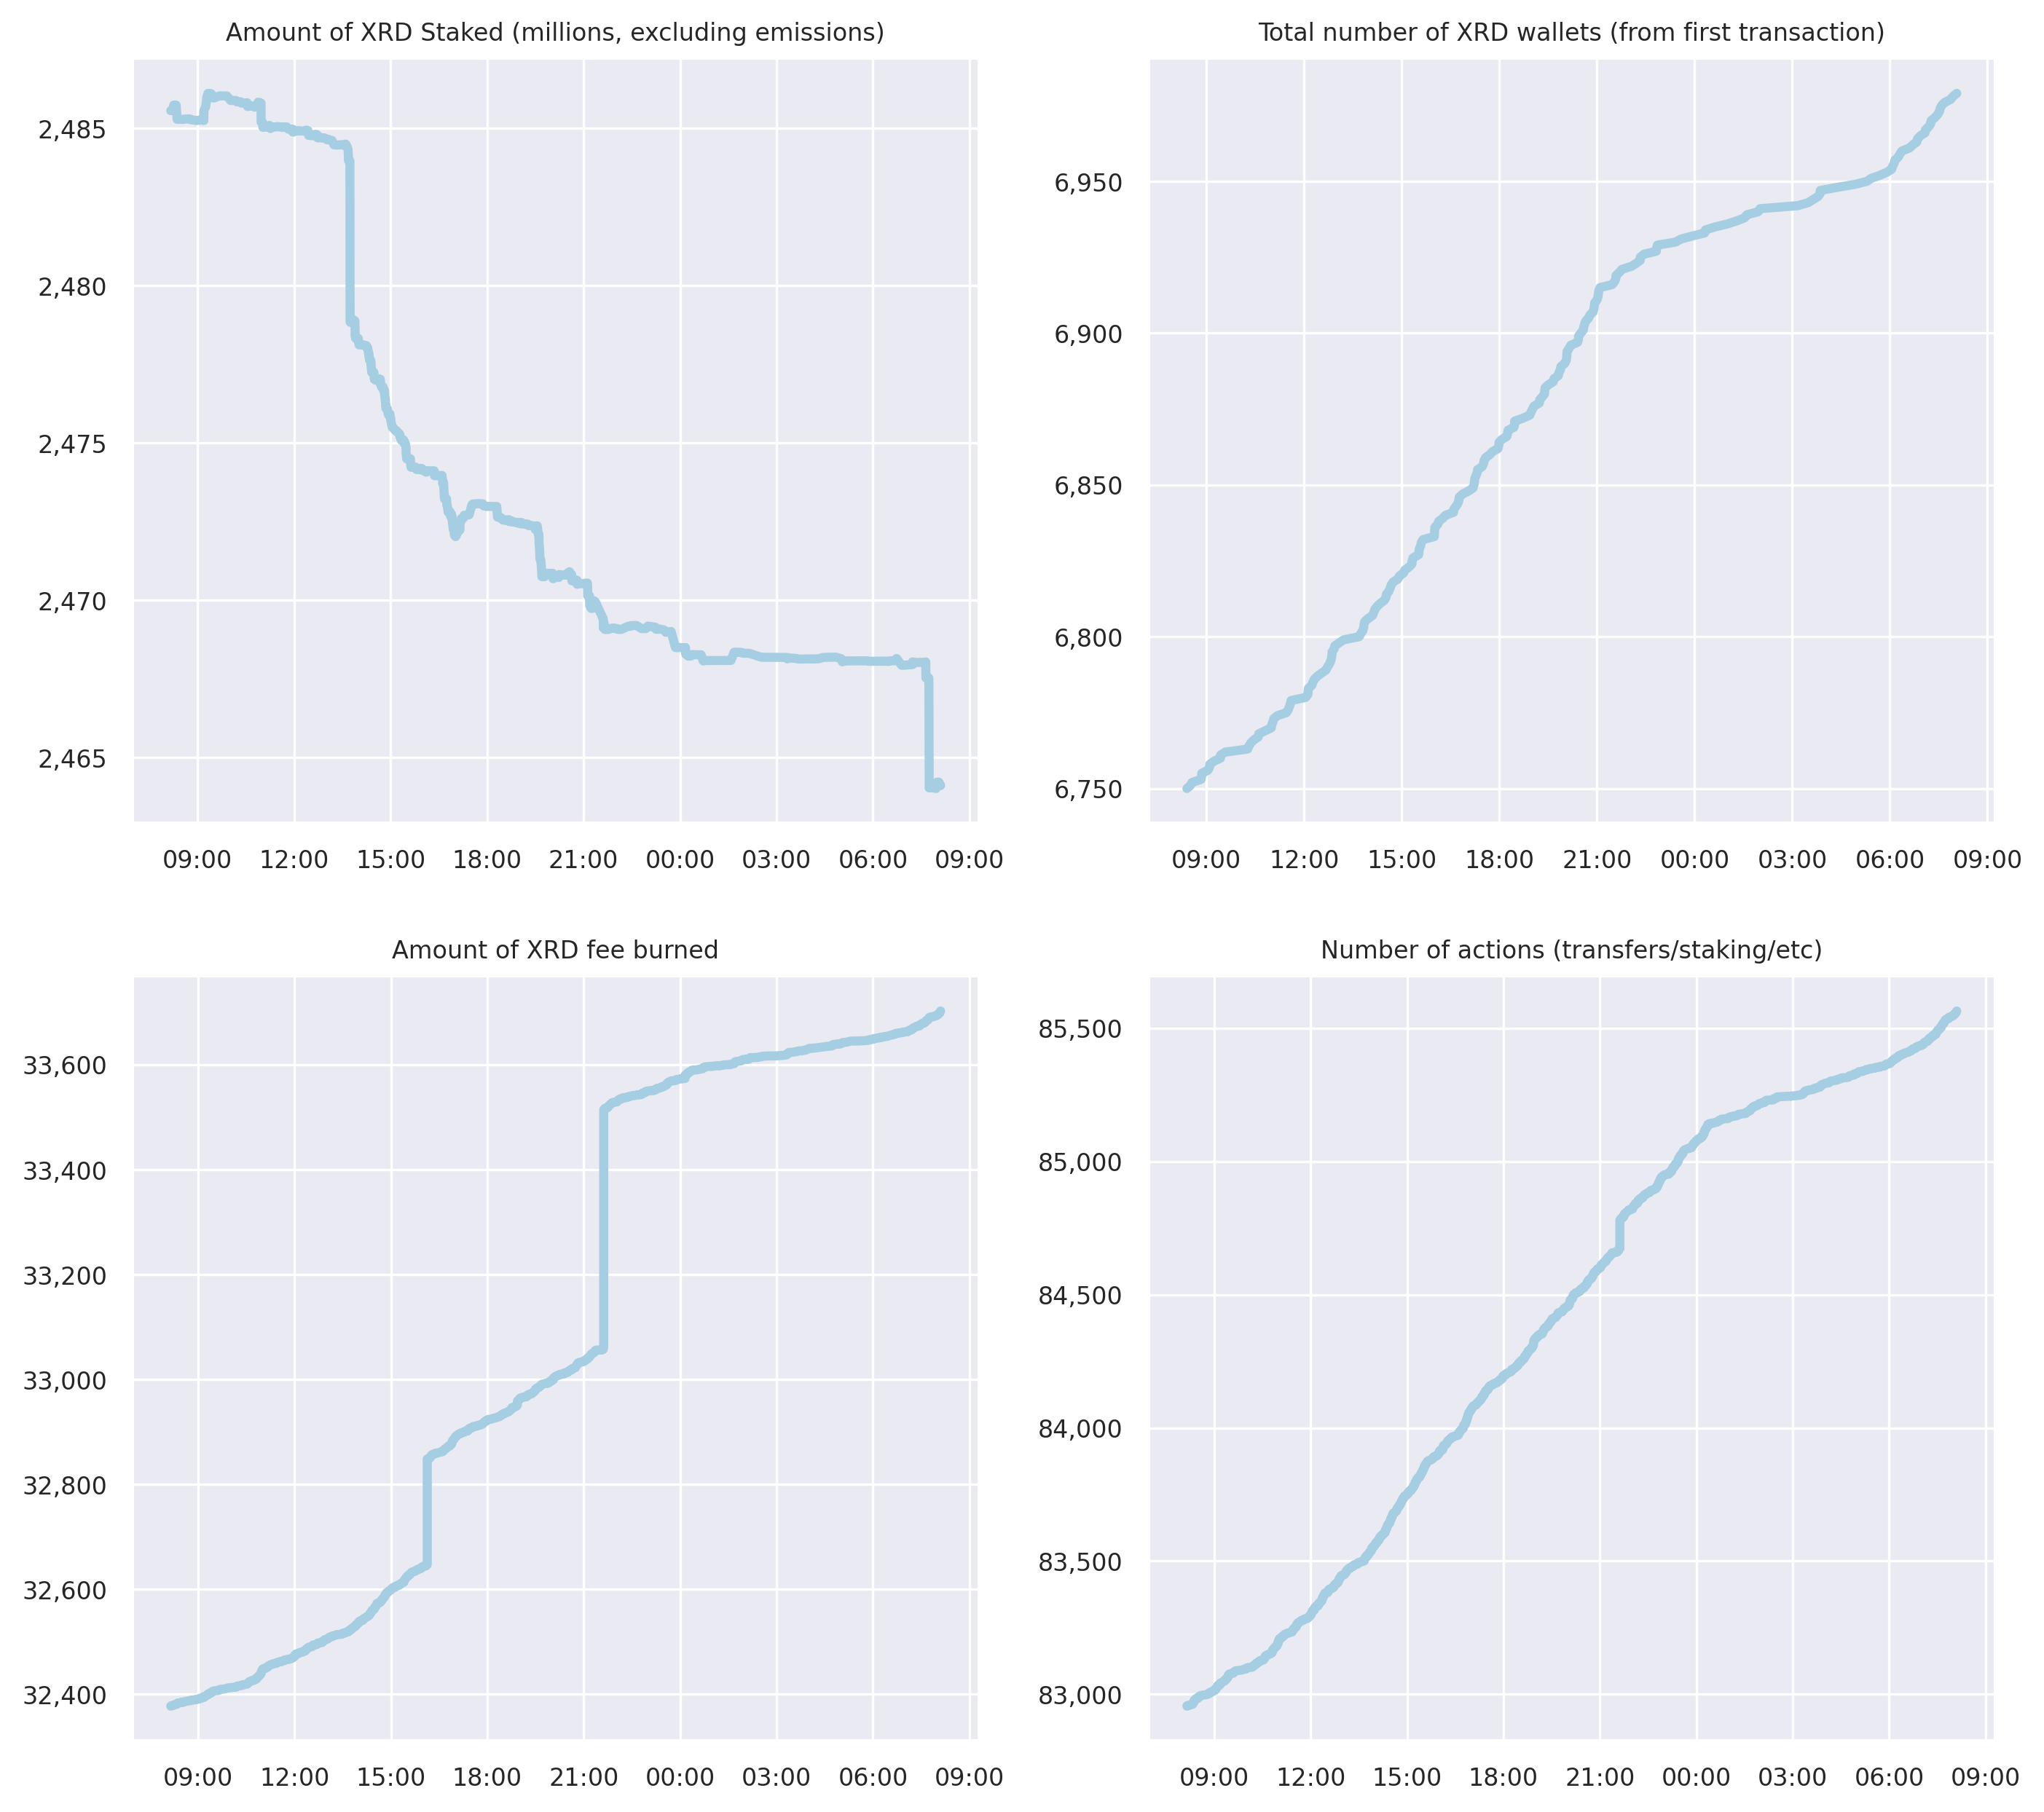 Amount of XRD Staked (millions, excluding emissions)
2,485
2,480
2,475
2,470
2,465
09:00 12:00 15:00 18:00 21:00 00:00 03:00 06:00 09:00
Total number of XRD wallets (from first transaction)
6,950
6,900
6,850
6,800
6,750
09:00 12:00 15:00 18:00 21:00 00:00 03:00 06:00 09:00
Amount of XRD fee burned
33,600
33,400
33,200
33,000
32,800
32,600
32,400
09:00 12:00 15:00 18:00 21:00 00:00 03:00 06:00 09:00
Number of actions (transfers/staking/etc)
85,500
85,000
84,500
84,000
83,500
83,000
09:00 12:00 15:00 18:00 21:00 00:00 03:00 06:00 09:00